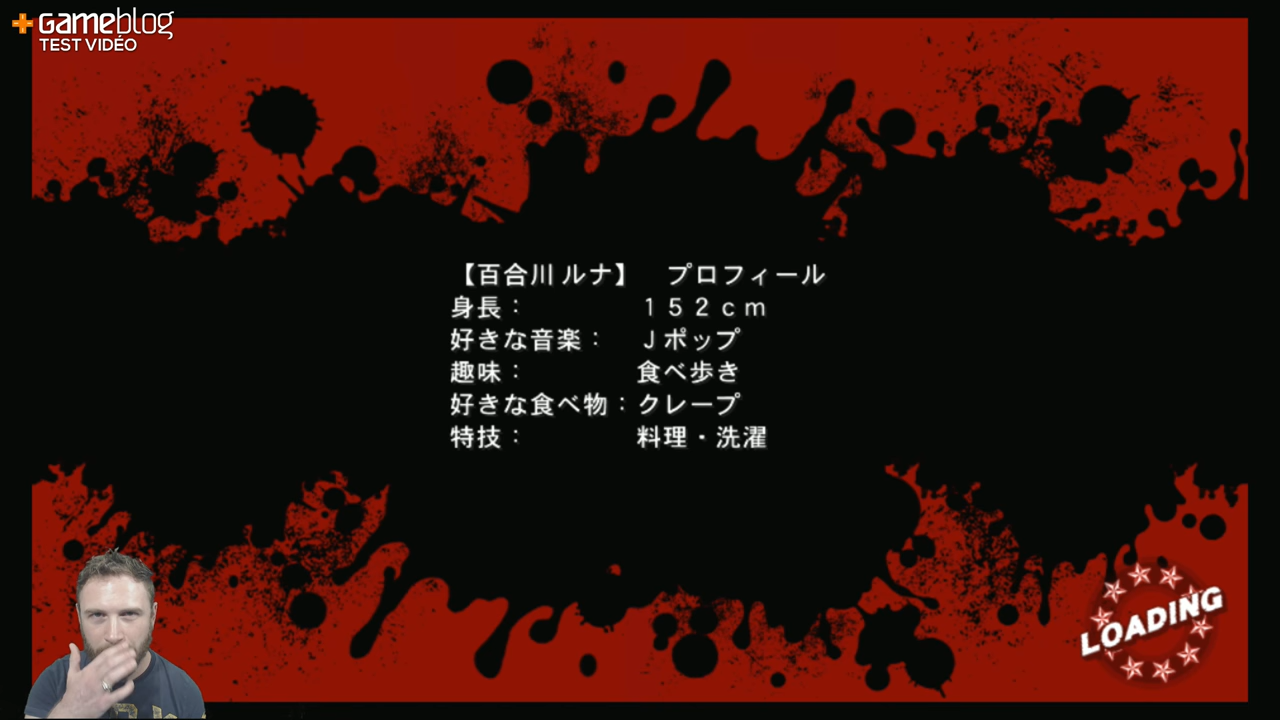 GAMEBLOG
TEST VIDÉO
【百合川 ルナ】　プロフィール
身長：　１５２ｃｍ
好きな音楽：　Ｊポップ
趣味：　食べ歩き
好きな食べ物：クレープ
特技：　料理・洗濯
LOADING